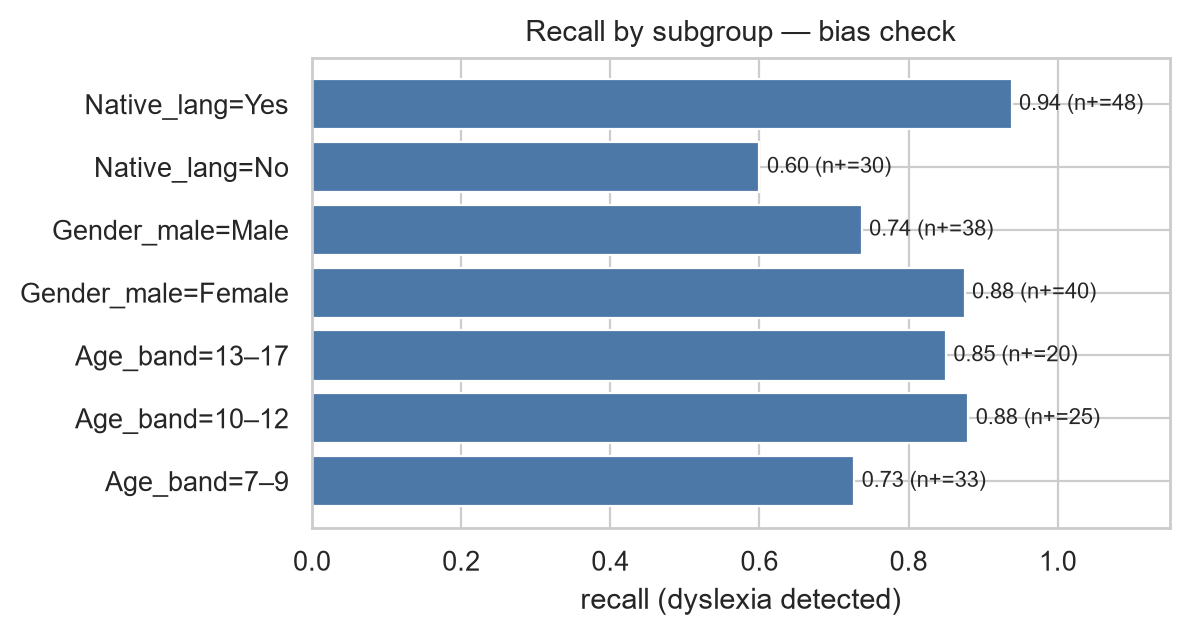 Recall by subgroup — bias check
Native_lang=Yes 0.94 (n+=48)
Native_lang=No 0.60 (n+=30)
Gender_male=Male 0.74 (n+=38)
Gender_male=Female 0.88 (n+=40)
Age_band=13–17 0.85 (n+=20)
Age_band=10–12 0.88 (n+=25)
Age_band=7–9 0.73 (n+=33)
0.0 0.2 0.4 0.6 0.8 1.0
recall (dyslexia detected)